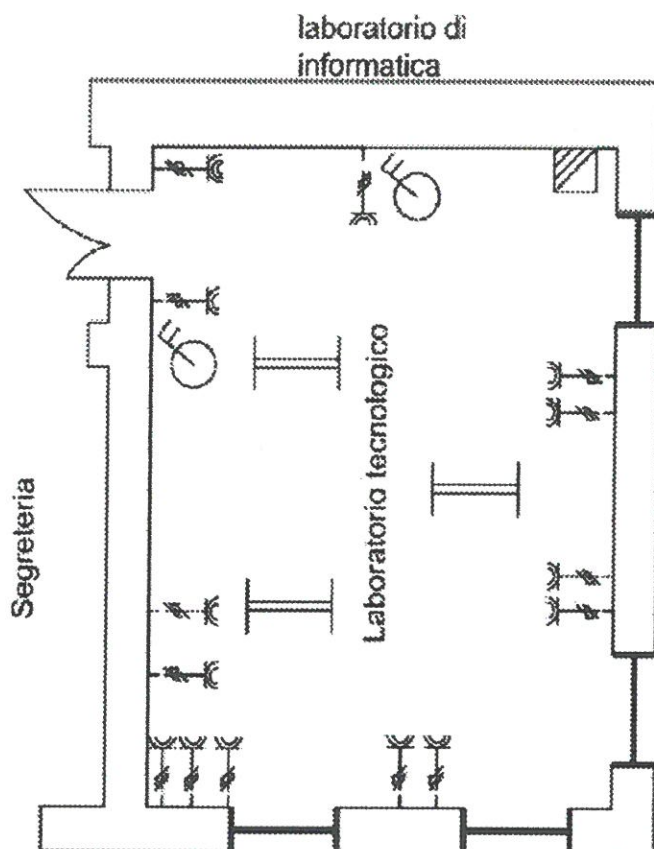 laboratorio di
informatica
Laboratorio tecnologico
Segreteria